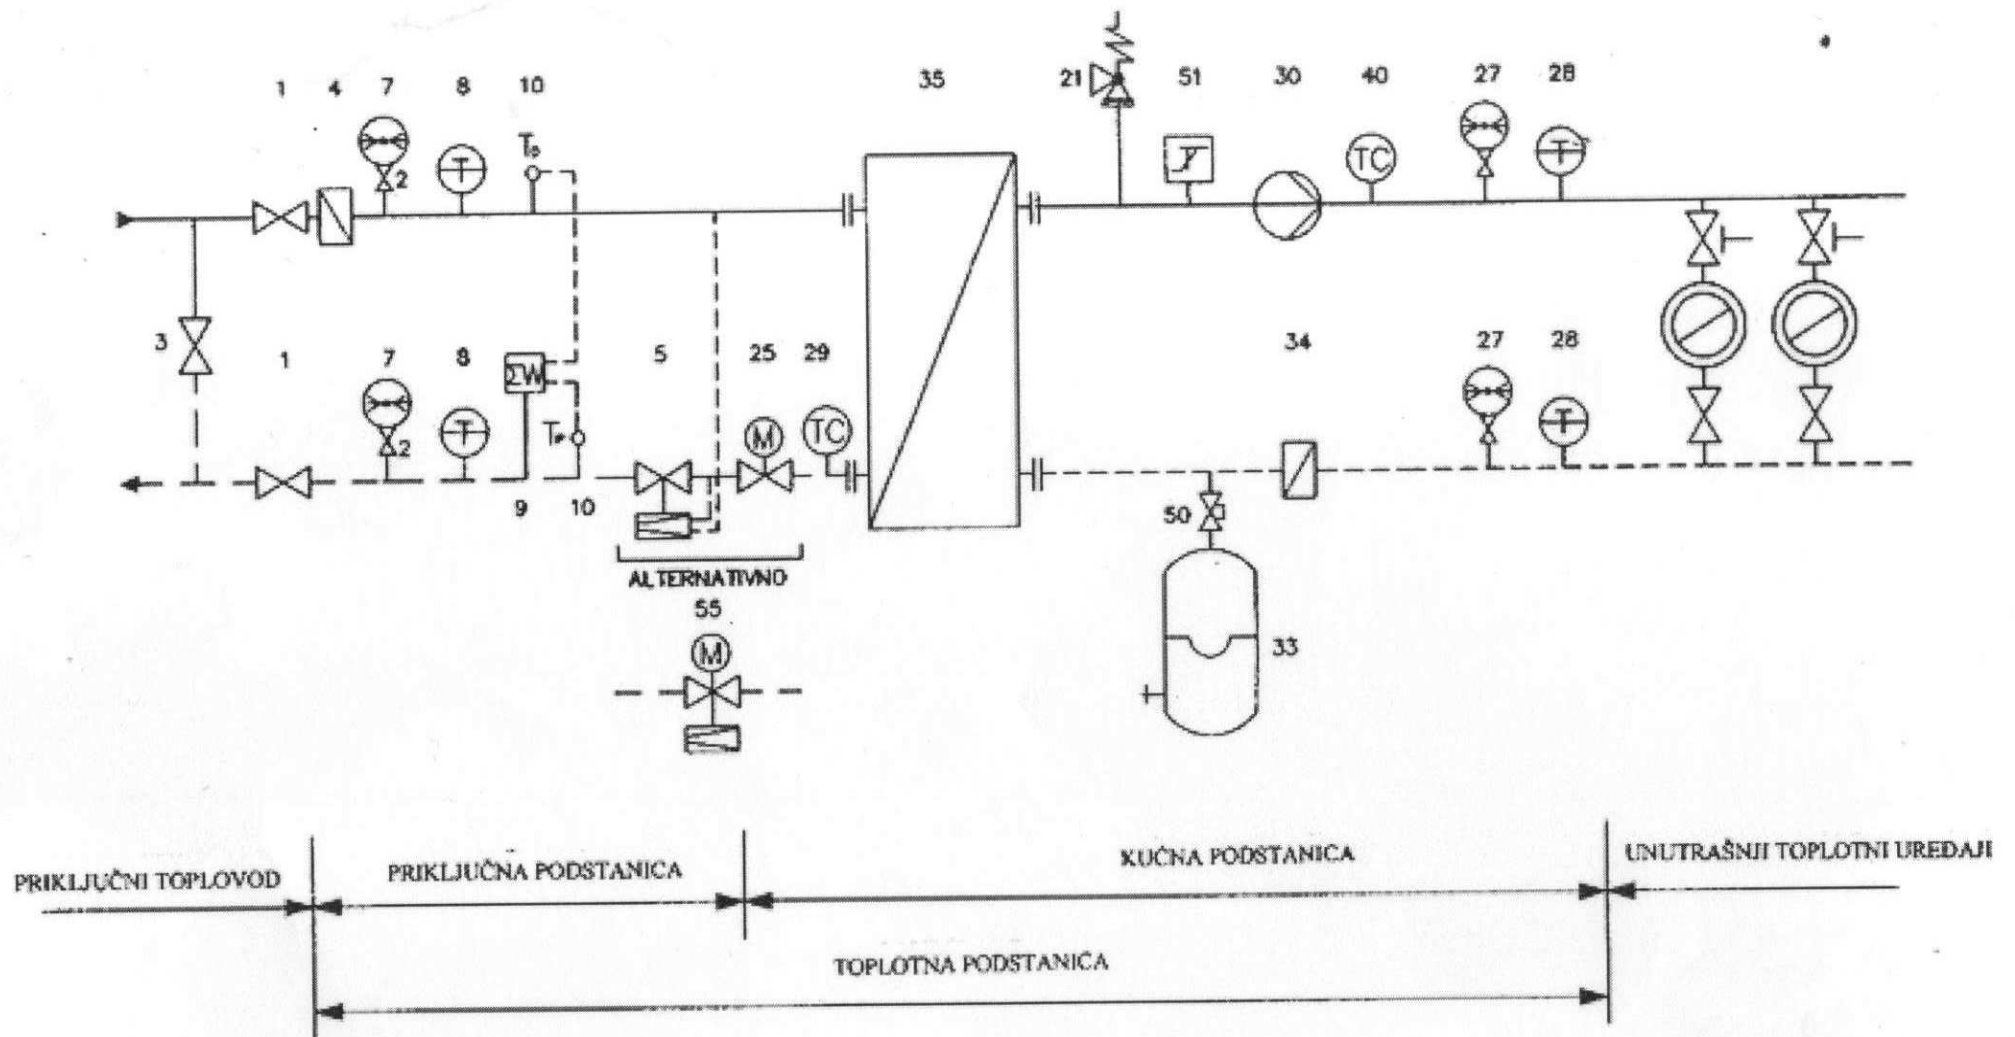 1 4 7 8 10 35 21 51 30 40 27 28
2 T T₀ TC T
3 1 7 8 ΣW 5 25 29 34 27 28
2 T M TC T
9 10
ALTERNATIVNO
55
M
50
33
PRIKLJUČNI TOPLOVOD
PRIKLJUČNA PODSTANICA
KUĆNA PODSTANICA
UNUTRAŠNJI TOPLOTNI UREĐAJI
TOPLOTNA PODSTANICA